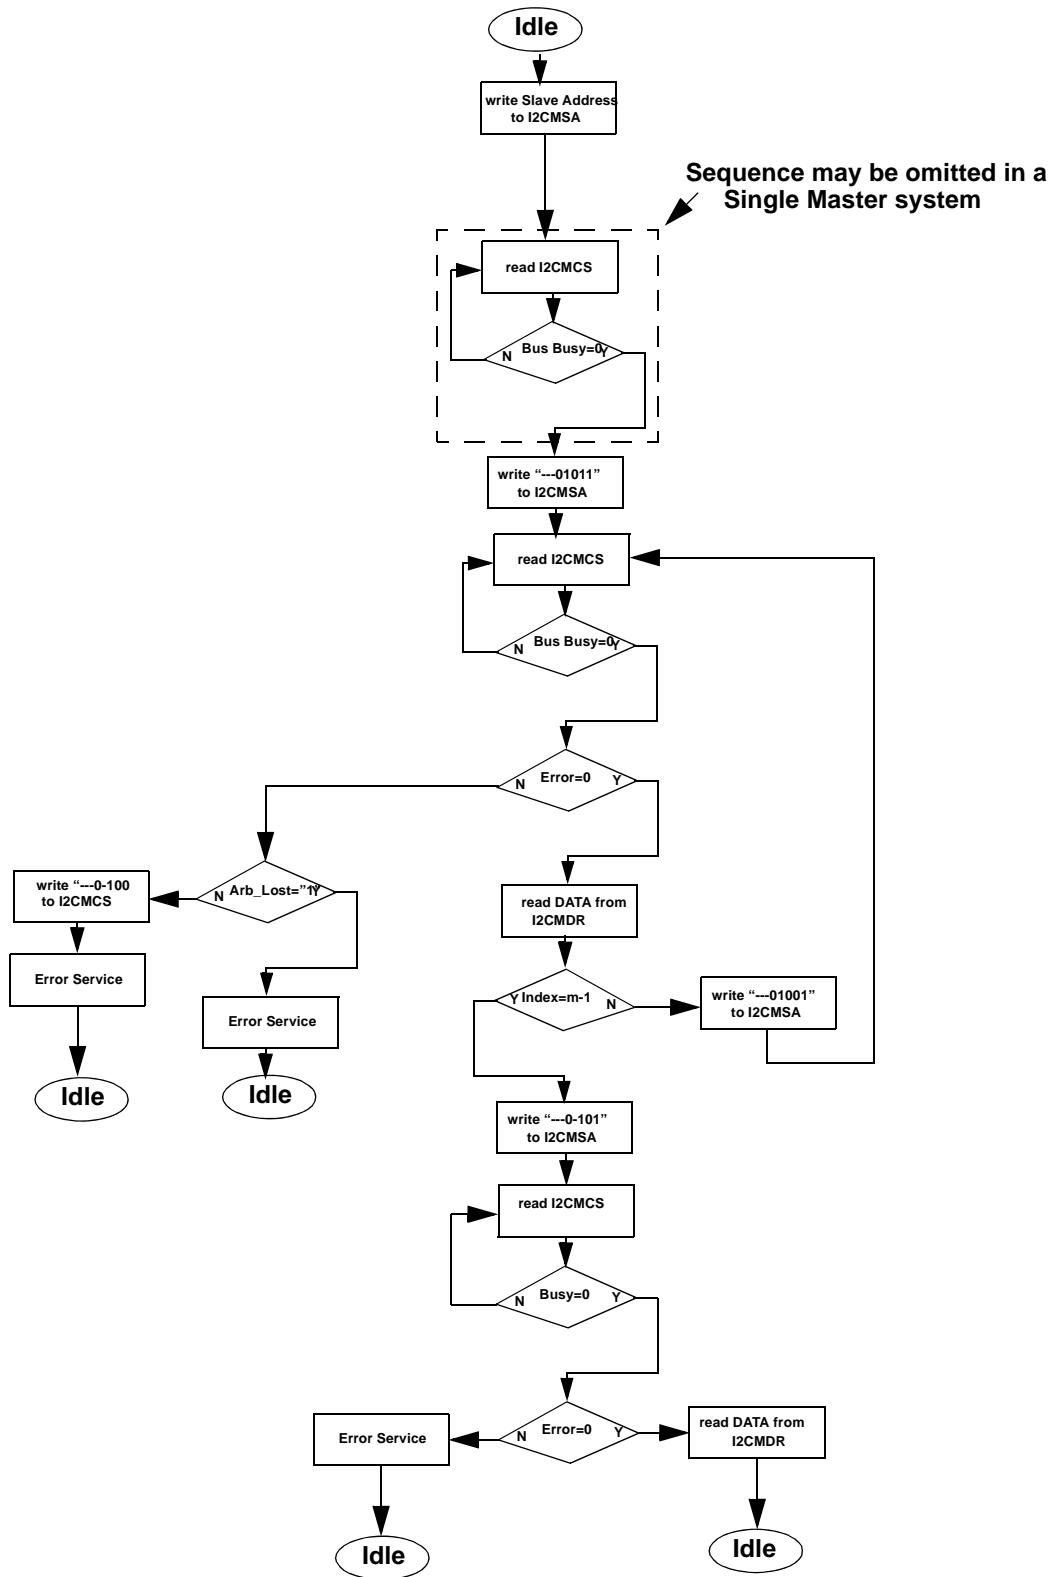 Idle
write Slave Address
to I2CMSA
Sequence may be omitted in a
Single Master system
read I2CMCS
N
Bus Busy=0
Y
write “---01011”
to I2CMSA
read I2CMCS
N
Bus Busy=0
Y
Error=0
N
Y
write “---0-100
to I2CMCS
N
Arb_Lost=”1
Y
read DATA from
I2CMDR
Error Service
Y
Index=m-1
N
write “---01001”
to I2CMSA
Error Service
Idle
Idle
write “---0-101”
to I2CMSA
read I2CMCS
N
Busy=0
Y
Error Service
N
Error=0
Y
read DATA from
I2CMDR
Idle
Idle